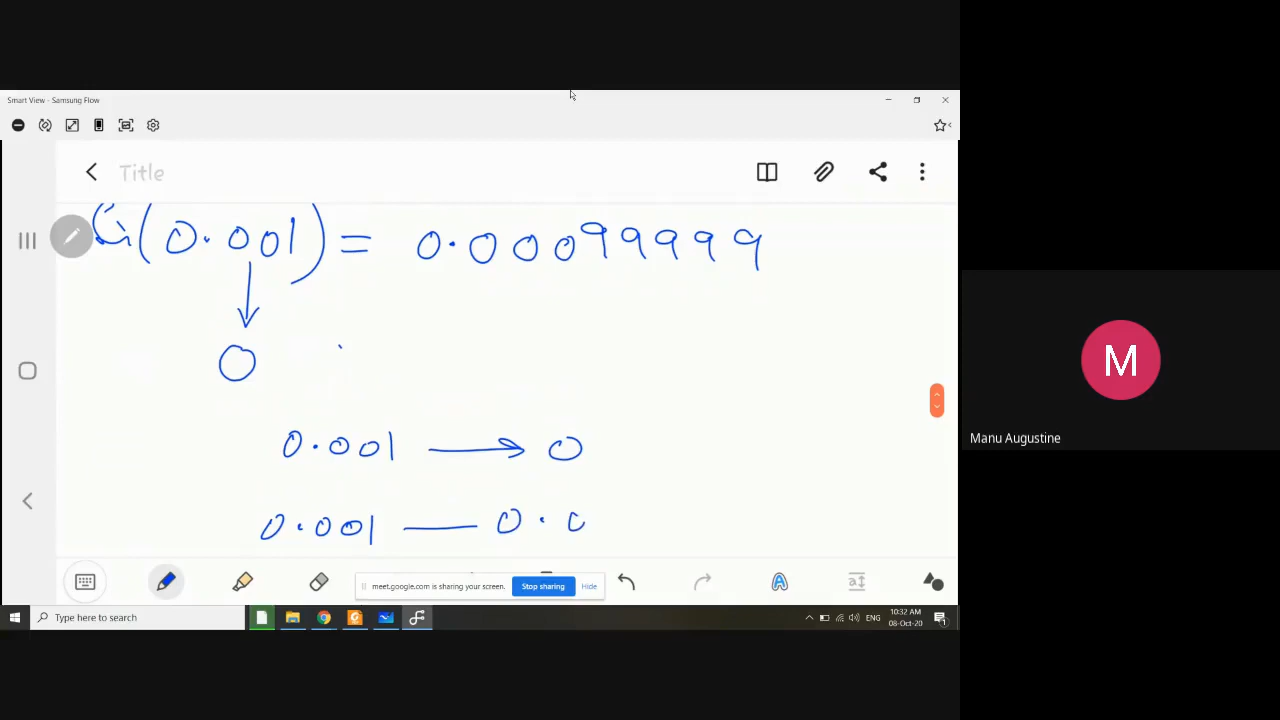 Smart View - Samsung Flow
Title
Sin(0.001) = 0.00099999
0
0.001 → 0
0.001 — 0.0
meet.google.com is sharing your screen. Stop sharing Hide
Type here to search
ENG
10:32 AM
08-Oct-20
M
Manu Augustine